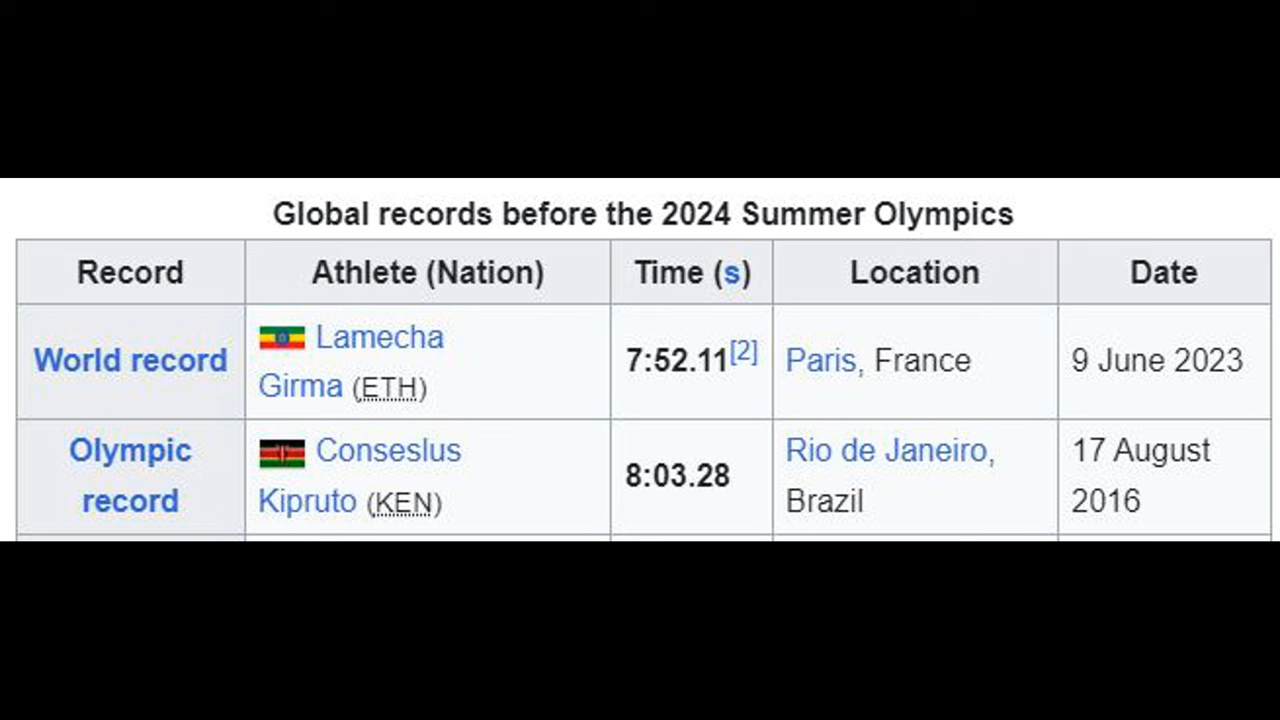 Global records before the 2024 Summer Olympics
Record Athlete (Nation) Time (s) Location Date
World record Lamecha Girma (ETH) 7:52.11[2] Paris, France 9 June 2023
Olympic record Conseslus Kipruto (KEN) 8:03.28 Rio de Janeiro, Brazil 17 August 2016